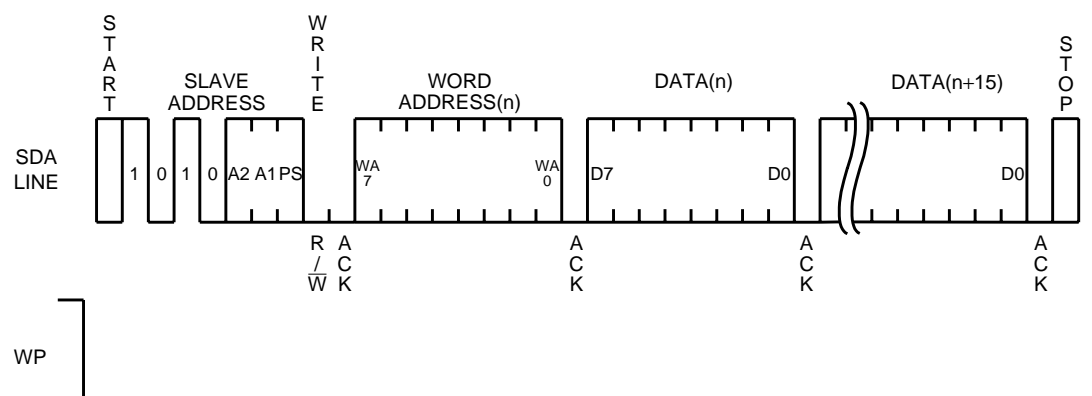 START
WRITE
STOP
SLAVE
ADDRESS
WORD
ADDRESS(n)
DATA(n)
DATA(n+15)
SDA
LINE
1 0 1 0 A2 A1 PS
WA
7
WA
0
D7
D0
D0
R/W
ACK
ACK
ACK
ACK
WP